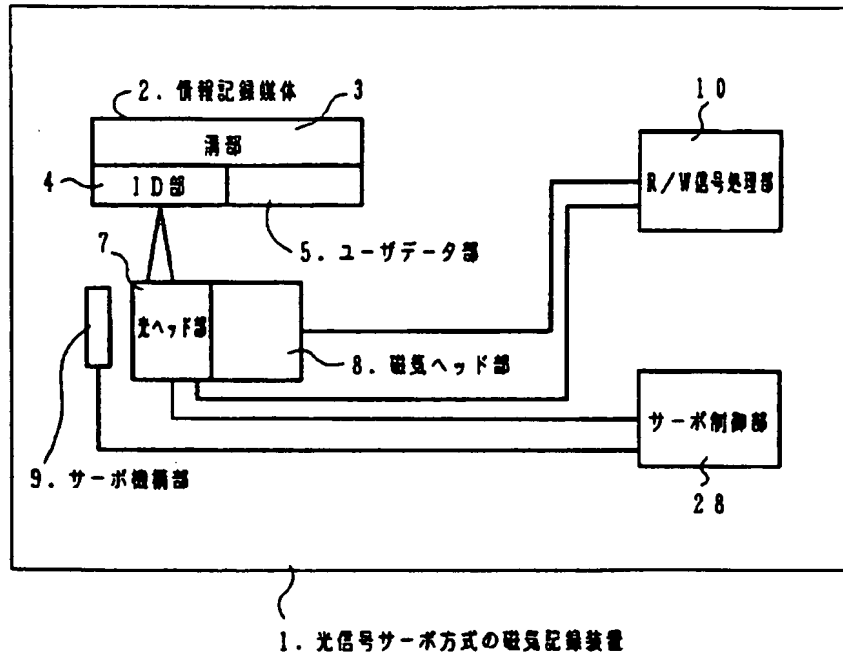 2. 情報記録媒体
3
10
溝部
4
ID部
R/W信号処理部
5. ユーザデータ部
7
光ヘッド部
8. 磁気ヘッド部
サーボ制御部
9. サーボ機構部
28
1. 光信号サーボ方式の磁気記録装置